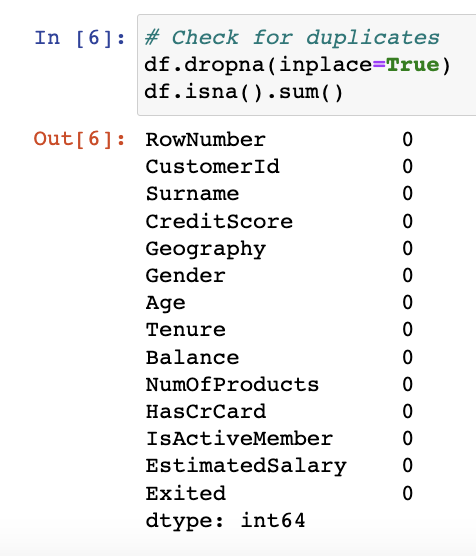 In [6]: # Check for duplicates
df.dropna(inplace=True)
df.isna().sum()
Out[6]: RowNumber 0
CustomerId 0
Surname 0
CreditScore 0
Geography 0
Gender 0
Age 0
Tenure 0
Balance 0
NumOfProducts 0
HasCrCard 0
IsActiveMember 0
EstimatedSalary 0
Exited 0
dtype: int64